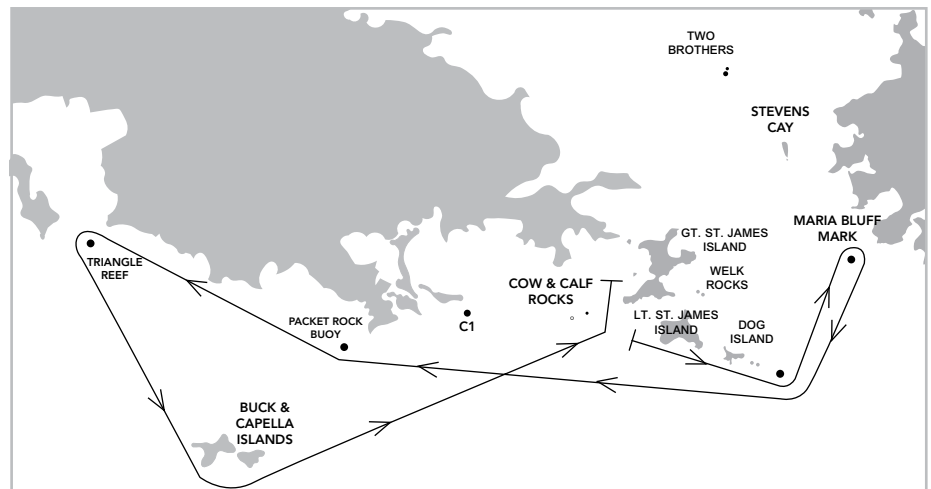 TWO
BROTHERS
STEVENS
CAY
MARIA BLUFF
MARK
GT. ST. JAMES
ISLAND
TRIANGLE
REEF
WELK
ROCKS
COW & CALF
ROCKS
LT. ST. JAMES
ISLAND
PACKET ROCK
BUOY
C1
DOG
ISLAND
BUCK &
CAPELLA
ISLANDS